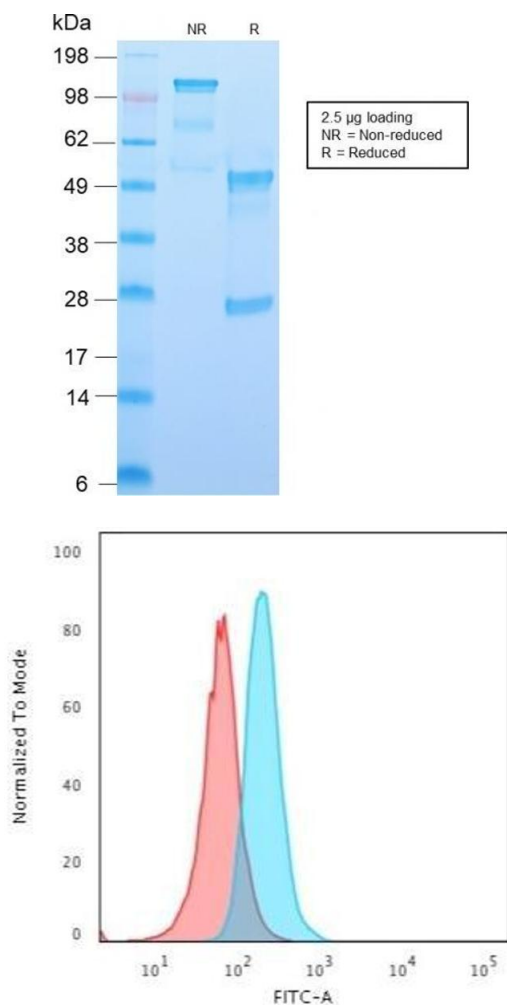 kDa
NR R
198
98
62
49
38
28
17
14
6
2.5 µg loading
NR = Non-reduced
R = Reduced
100
80
60
40
20
0
Normalized To Mode
10¹ 10² 10³ 10⁴ 10⁵
FITC-A